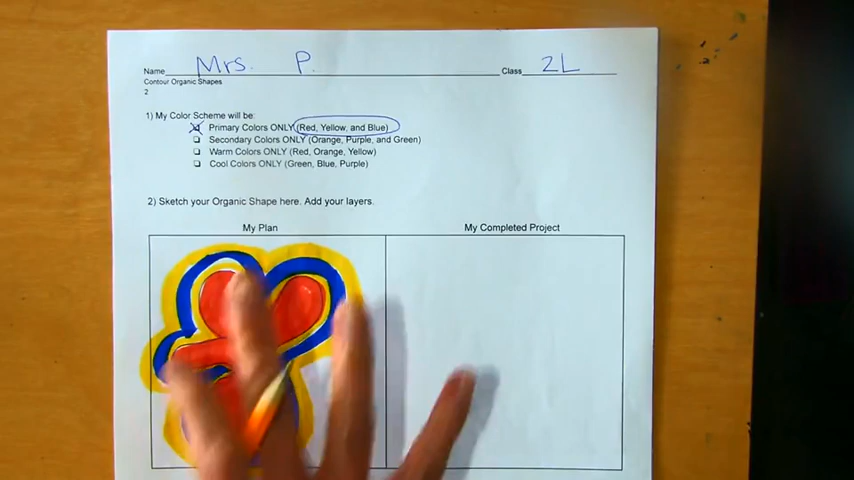 Name Mrs. P. Class 2L
Contour Organic Shapes
2
1) My Color Scheme will be:
Primary Colors ONLY (Red, Yellow, and Blue)
Secondary Colors ONLY (Orange, Purple, and Green)
Warm Colors ONLY (Red, Orange, Yellow)
Cool Colors ONLY (Green, Blue, Purple)
2) Sketch your Organic Shape here. Add your layers.
My Plan My Completed Project